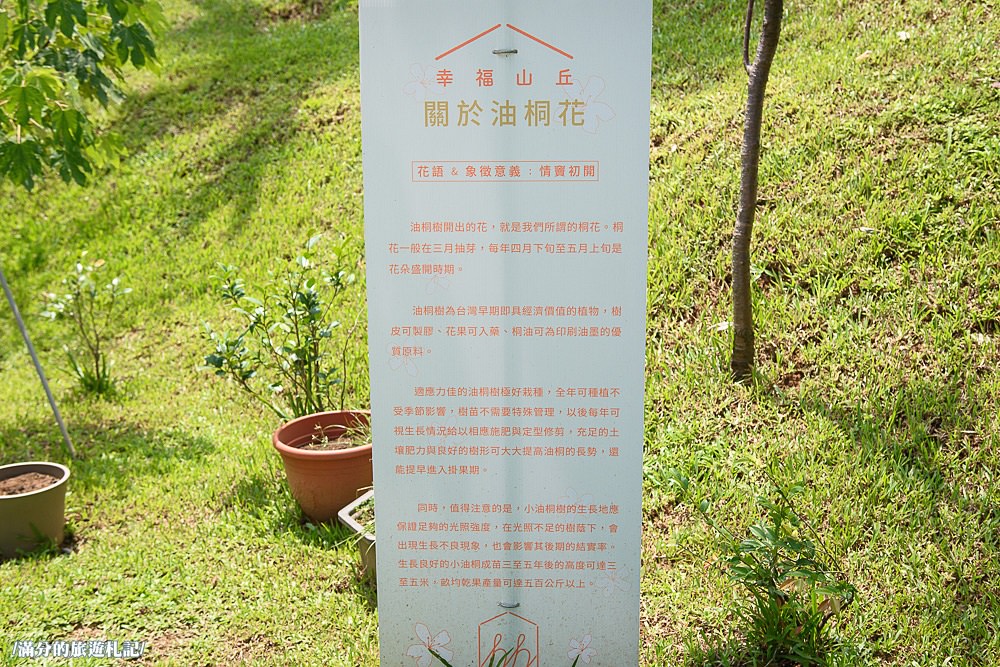 幸福山丘
關於油桐花
花語 & 象徵意義：情竇初開
油桐樹開出的花，就是我們所謂的桐花。桐
花一般在三月抽芽，每年四月下旬至五月上旬是
花朵盛開時期。
油桐樹為台灣早期即具經濟價值的植物，樹
皮可製膠、花果可入藥、桐油可為印刷油墨的優
質原料。
適應力佳的油桐樹極好栽種，全年可種植不
受季節影響，樹苗不需要特殊管理，以後每年可
視生長情況給以相應施肥與定型修剪，充足的土
壤肥力與良好的樹形可大大提高油桐的長勢，還
能提早進入掛果期。
同時，值得注意的是，小油桐樹的生長地應
保證足夠的光照強度，在光照不足的樹蔭下，會
出現生長不良現象，也會影響其後期的結實率。
生長良好的小油桐成苗三至五年後的高度可達三
至五米，畝均乾果產量可達五百公斤以上。
/滿分的旅遊札記/